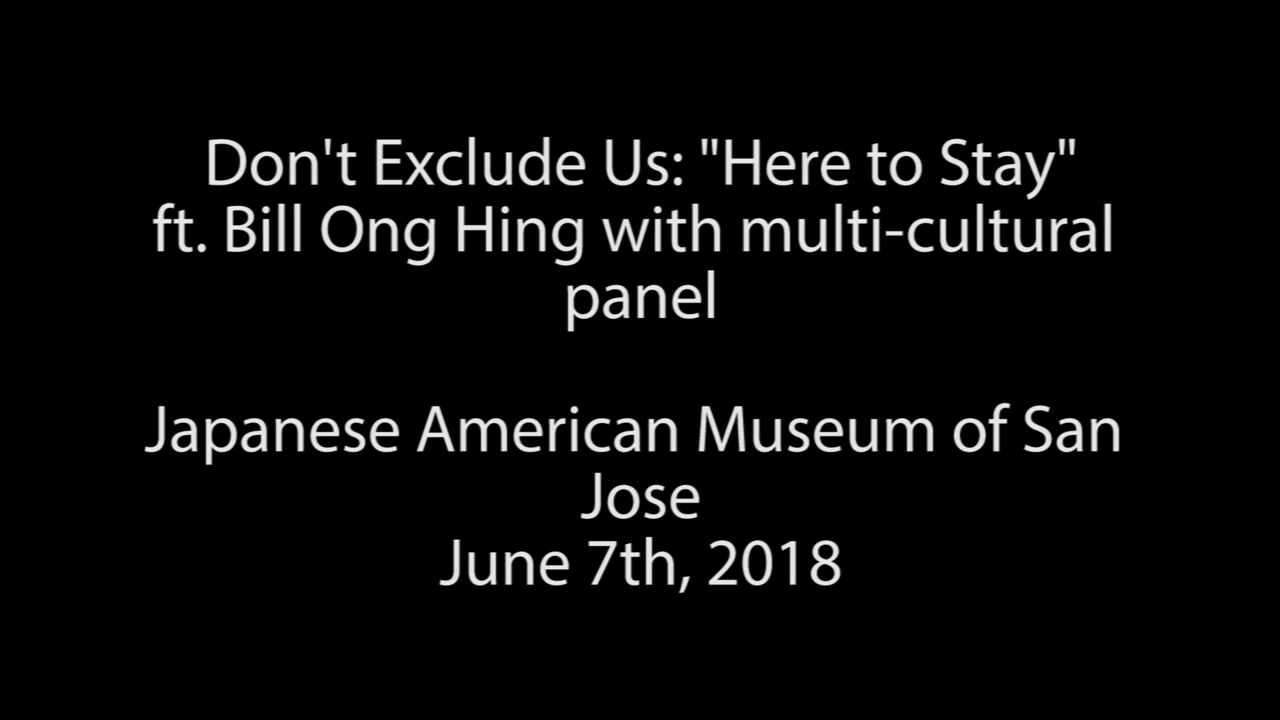 Don't Exclude Us: "Here to Stay"
ft. Bill Ong Hing with multi-cultural
panel
Japanese American Museum of San
Jose
June 7th, 2018